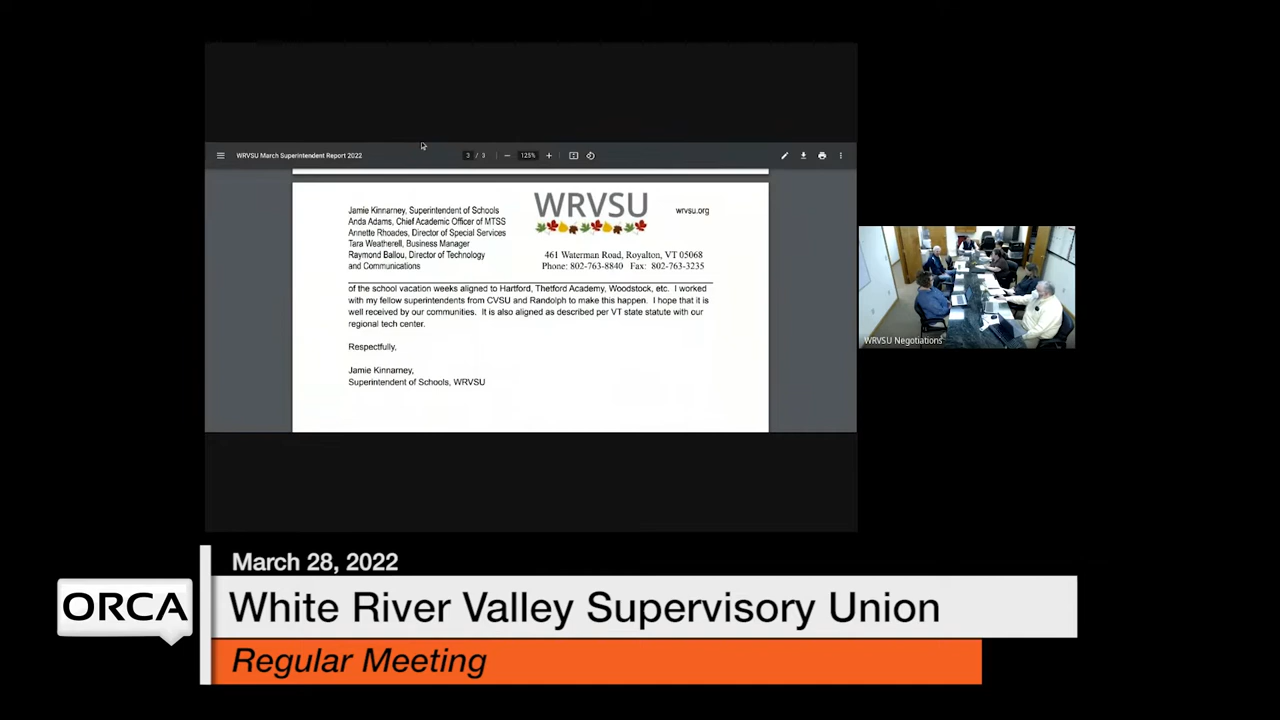 WRVSU March Superintendent Report 2022
3 / 3
125%
Jamie Kinnarney, Superintendent of Schools
Anda Adams, Chief Academic Officer of MTSS
Annette Rhoades, Director of Special Services
Tara Weatherell, Business Manager
Raymond Ballou, Director of Technology
and Communications
WRVSU
wrvsu.org
461 Waterman Road, Royalton, VT 05068
Phone: 802-763-8840 Fax: 802-763-3235
of the school vacation weeks aligned to Hartford, Thetford Academy, Woodstock, etc. I worked
with my fellow superintendents from CVSU and Randolph to make this happen. I hope that it is
well received by our communities. It is also aligned as described per VT state statute with our
regional tech center.
Respectfully,
Jamie Kinnarney,
Superintendent of Schools, WRVSU
WRVSU Negotiations
March 28, 2022
ORCA
White River Valley Supervisory Union
Regular Meeting